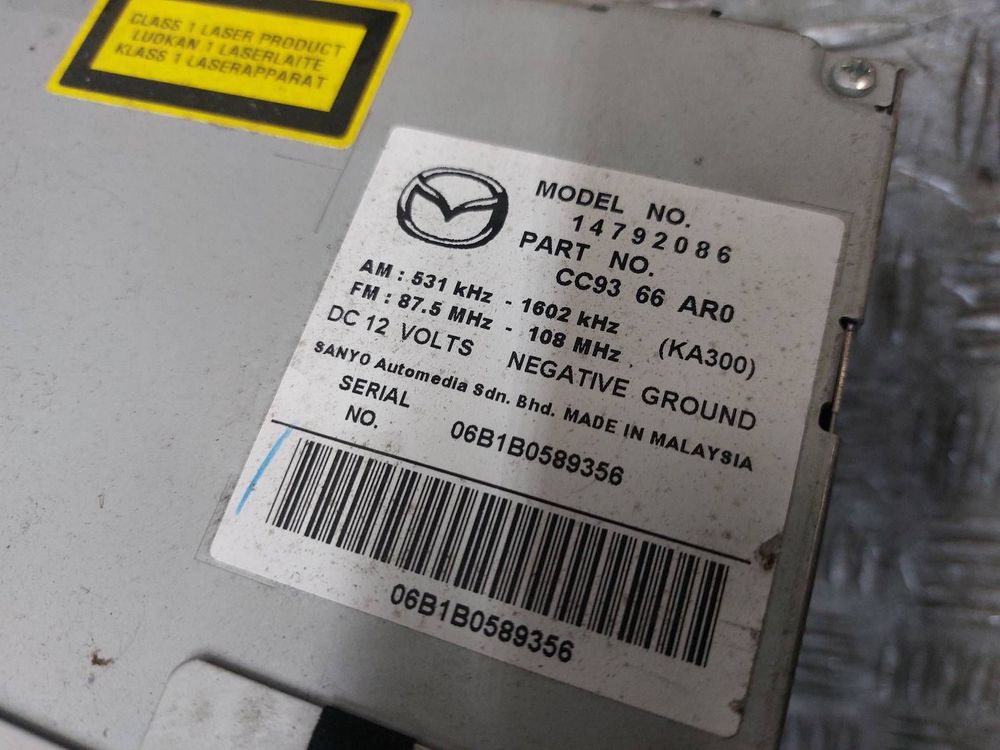 CLASS 1 LASER PRODUCT
LUOKAN 1 LASERLAITE
KLASS 1 LASERAPPARAT
MODEL NO.
14792086
PART NO.
CC93 66 AR0
AM : 531 kHz - 1602 kHz
FM : 87.5 MHz - 108 MHz (KA300)
DC 12 VOLTS NEGATIVE GROUND
SANYO Automedia Sdn. Bhd. MADE IN MALAYSIA
SERIAL
NO. 06B1B0589356
06B1B0589356